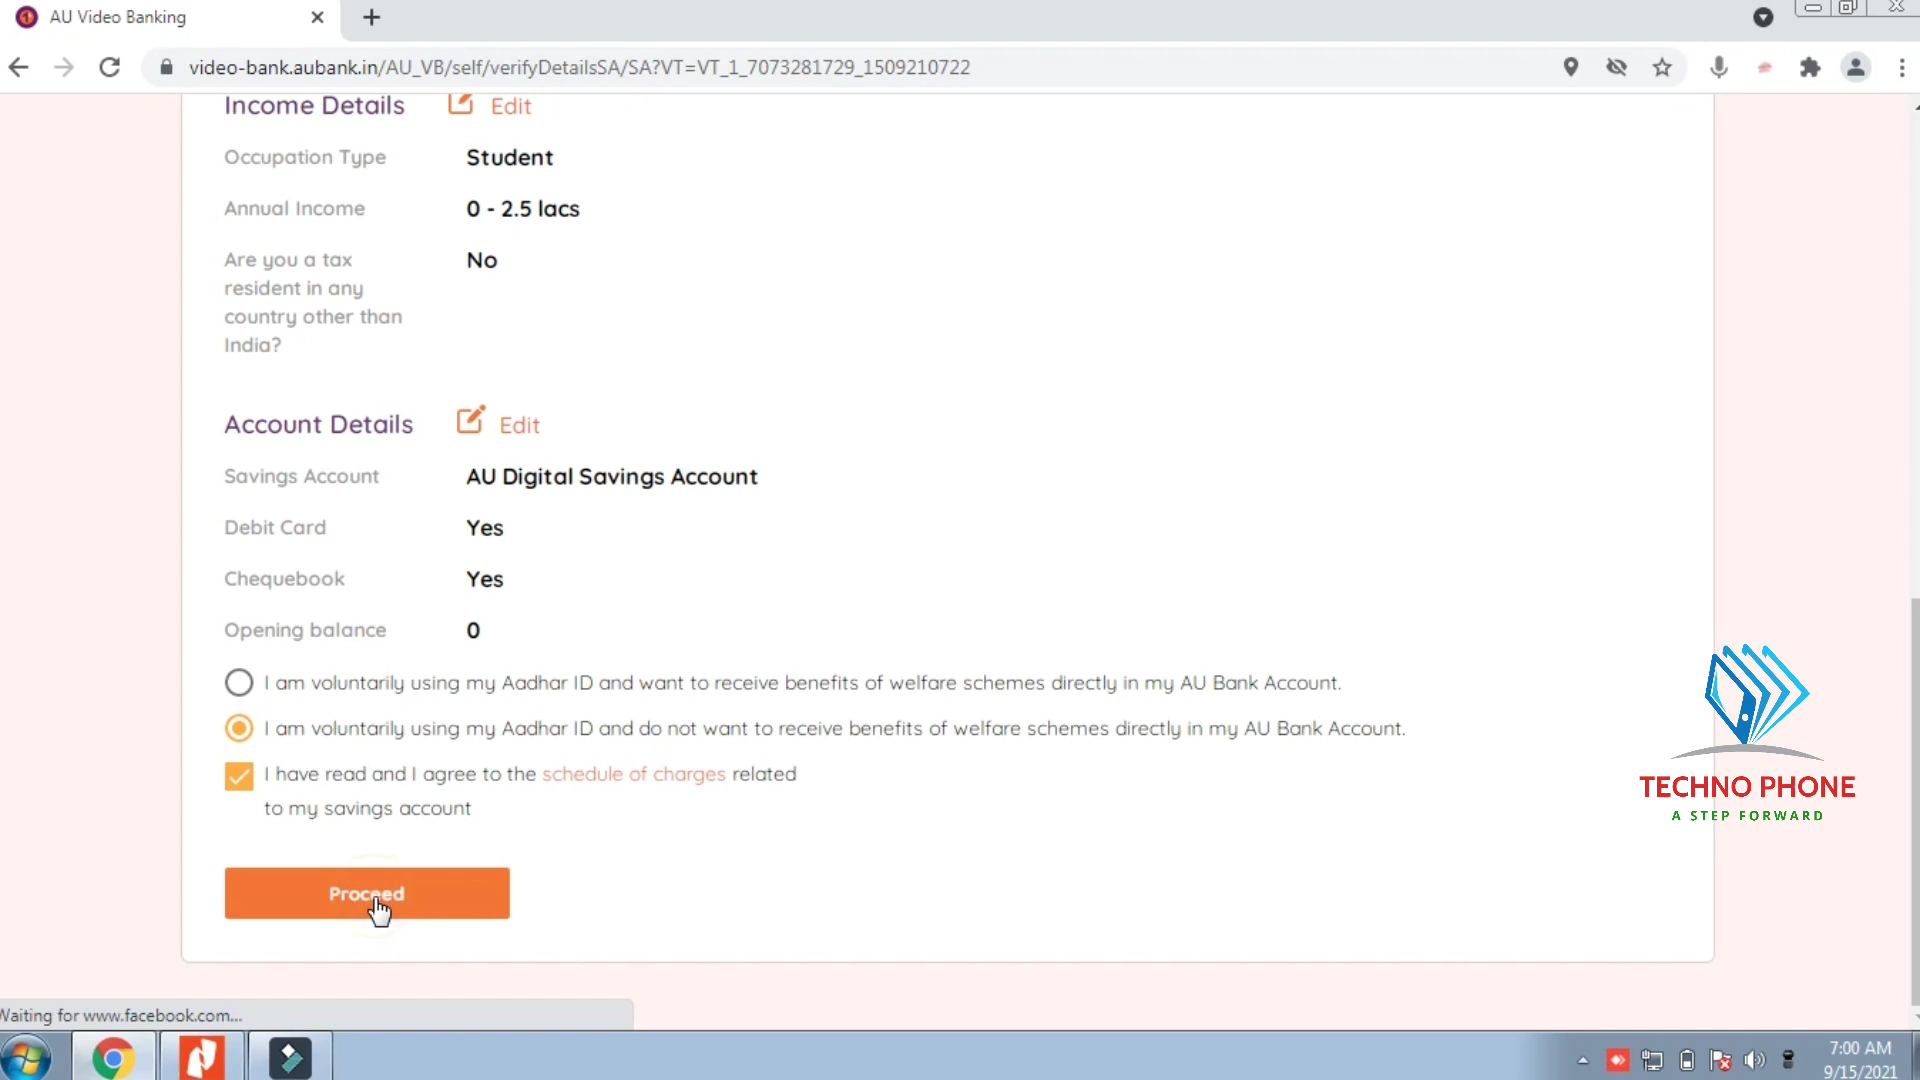 AU Video Banking
video-bank.aubank.in/AU_VB/self/verifyDetailsSA/SA?VT=VT_1_7073281729_1509210722
Income Details Edit
Occupation Type Student
Annual Income 0 - 2.5 lacs
Are you a tax No
resident in any
country other than
India?
Account Details Edit
Savings Account AU Digital Savings Account
Debit Card Yes
Chequebook Yes
Opening balance 0
I am voluntarily using my Aadhar ID and want to receive benefits of welfare schemes directly in my AU Bank Account.
I am voluntarily using my Aadhar ID and do not want to receive benefits of welfare schemes directly in my AU Bank Account.
I have read and I agree to the schedule of charges related
to my savings account
TECHNO PHONE
A STEP FORWARD
Proceed
Waiting for www.facebook.com...
7:00 AM
9/15/2021